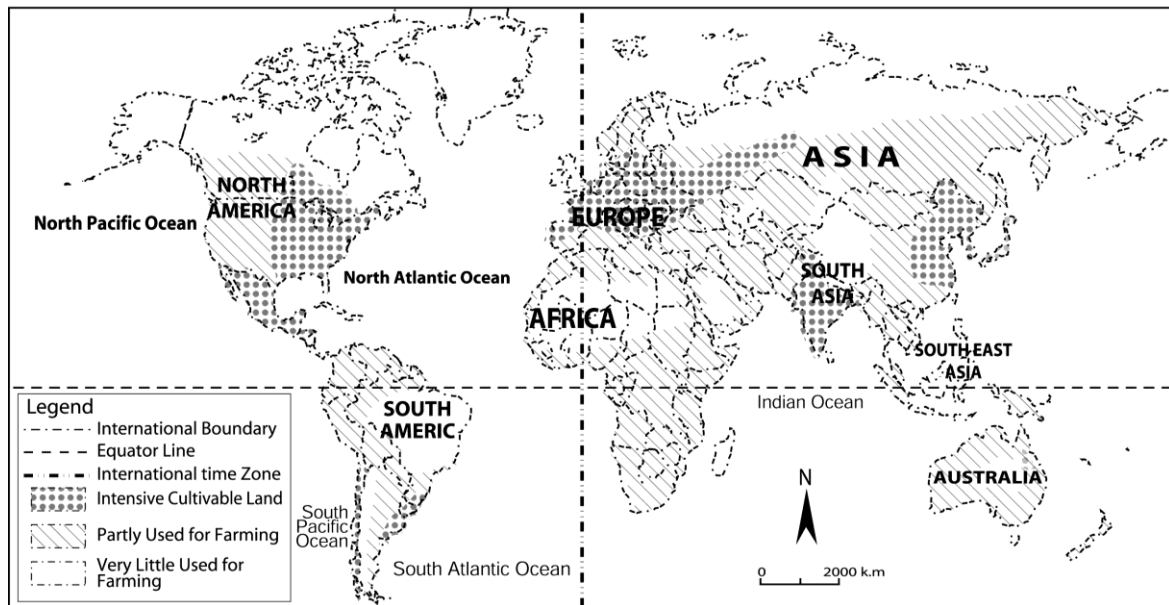 ASIA
NORTH
AMERICA
North Pacific Ocean
EUROPE
North Atlantic Ocean
SOUTH
ASIA
AFRICA
SOUTH EAST
ASIA
Indian Ocean
SOUTH
AMERIC
AUSTRALIA
N
South
Pacific
Ocean
South Atlantic Ocean
0 2000 k.m
Legend
International Boundary
Equator Line
International time Zone
Intensive Cultivable Land
Partly Used for Farming
Very Little Used for
Farming